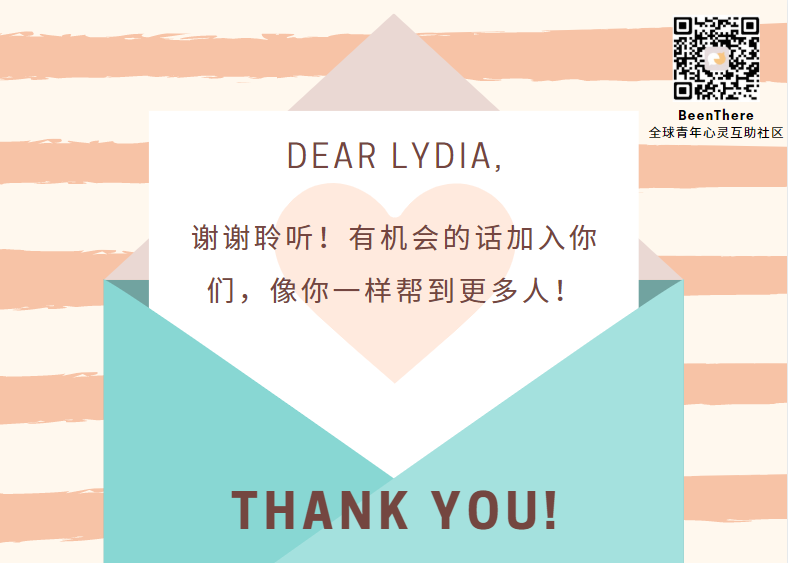 BeenThere
全球青年心灵互助社区
DEAR LYDIA,
谢谢聆听！有机会的话加入你
们，像你一样帮到更多人！
THANK YOU!